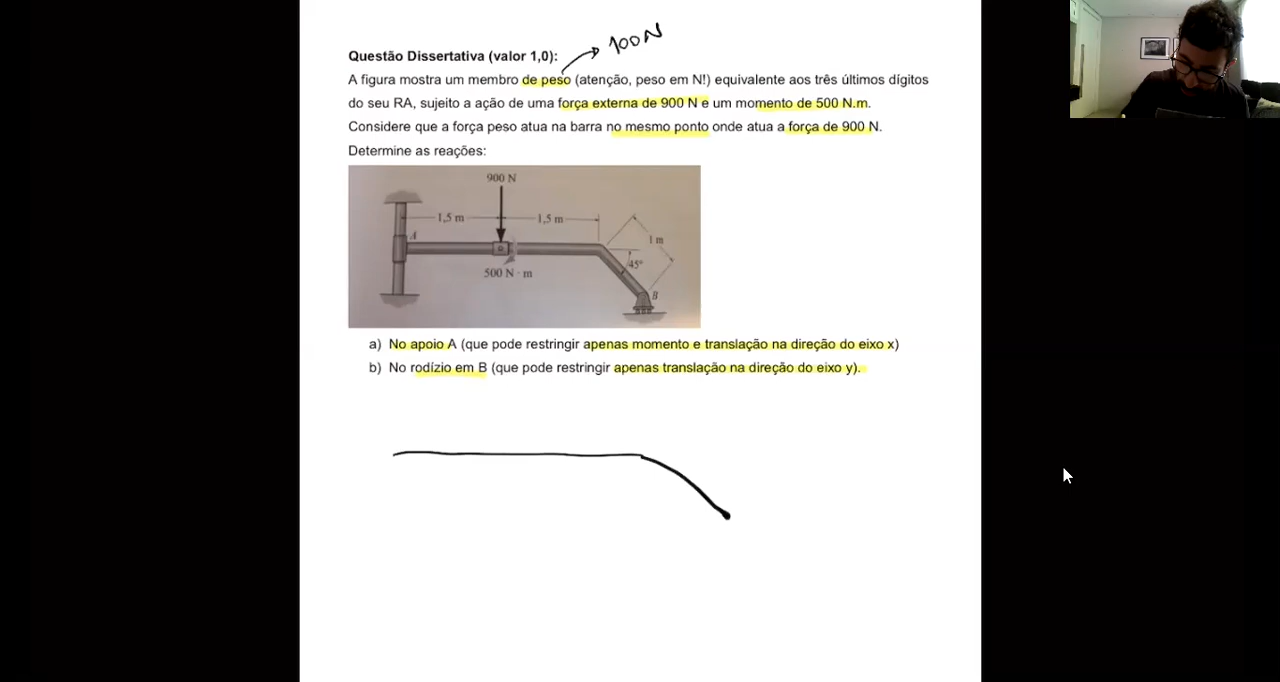 100N
Questão Dissertativa (valor 1,0):
A figura mostra um membro de peso (atenção, peso em N!) equivalente aos três últimos dígitos
do seu RA, sujeito a ação de uma força externa de 900 N e um momento de 500 N.m.
Considere que a força peso atua na barra no mesmo ponto onde atua a força de 900 N.
Determine as reações:
900 N
1,5 m
1,5 m
1 m
A
45°
500 N · m
B
a) No apoio A (que pode restringir apenas momento e translação na direção do eixo x)
b) No rodízio em B (que pode restringir apenas translação na direção do eixo y).